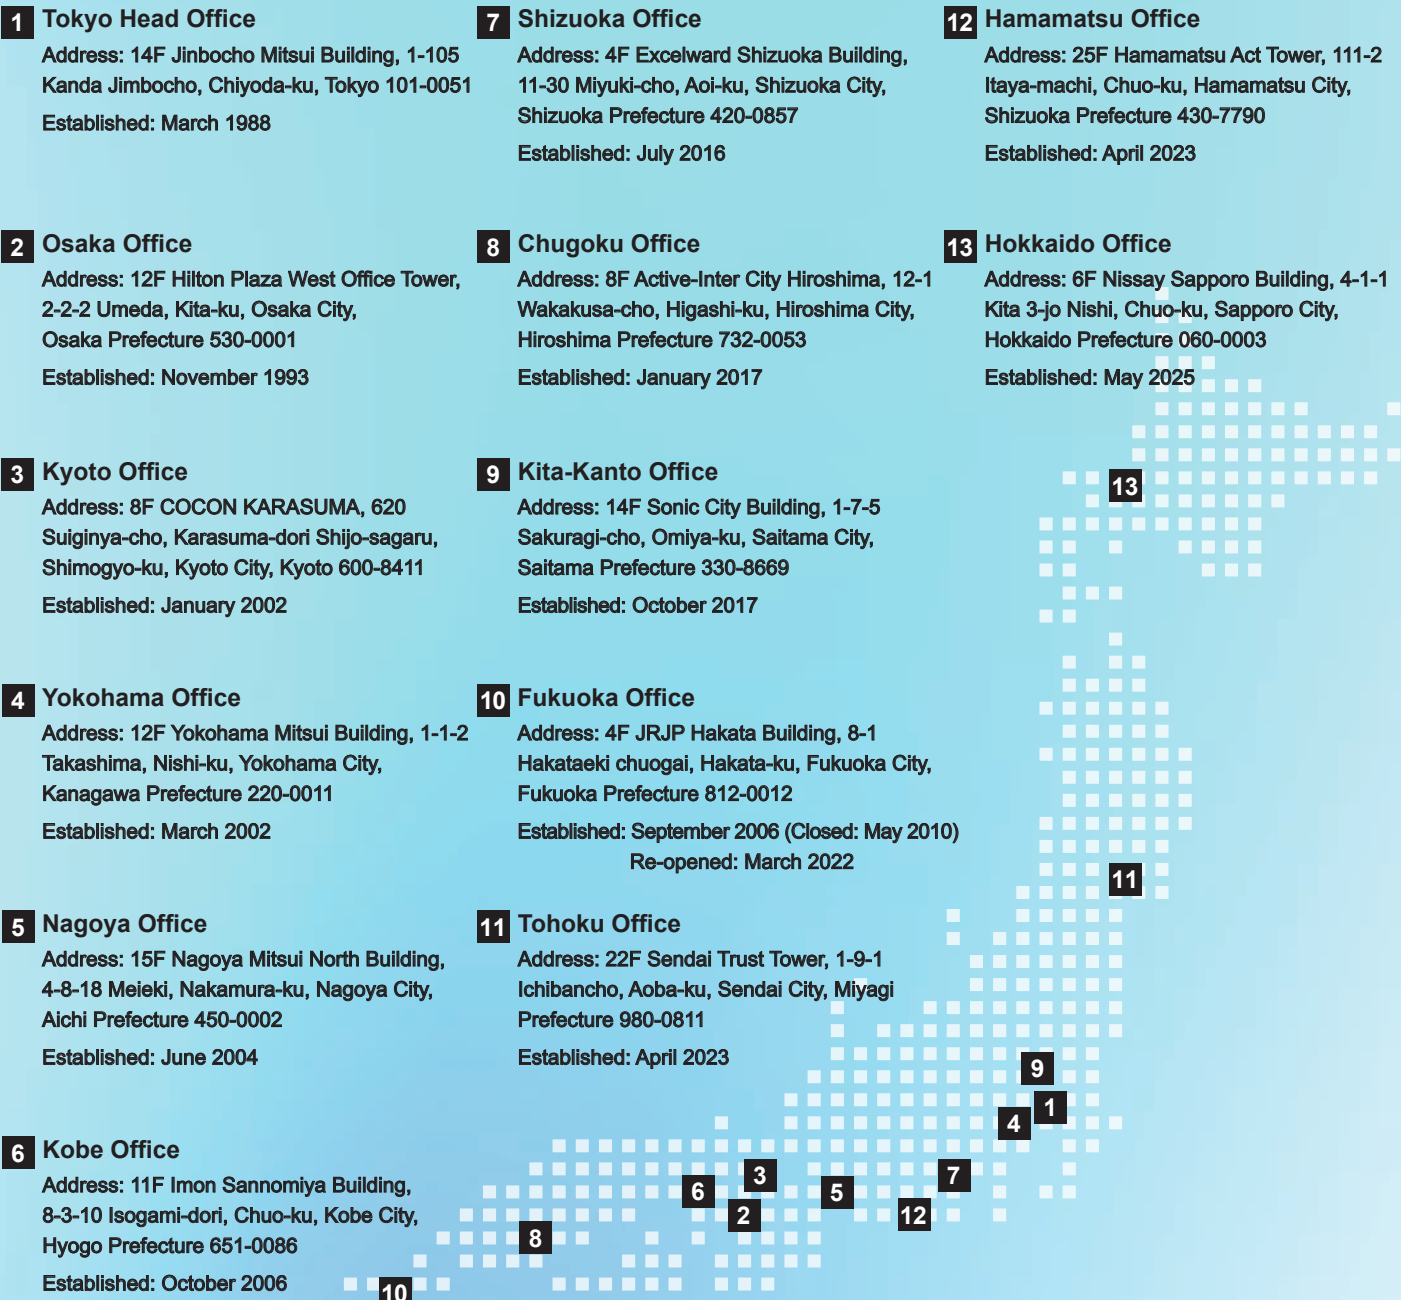 1 Tokyo Head Office
Address: 14F Jinbocho Mitsui Building, 1-105
Kanda Jimbocho, Chiyoda-ku, Tokyo 101-0051
Established: March 1988
2 Osaka Office
Address: 12F Hilton Plaza West Office Tower,
2-2-2 Umeda, Kita-ku, Osaka City,
Osaka Prefecture 530-0001
Established: November 1993
3 Kyoto Office
Address: 8F COCON KARASUMA, 620
Suiginya-cho, Karasuma-dori Shijo-sagaru,
Shimogyo-ku, Kyoto City, Kyoto 600-8411
Established: January 2002
4 Yokohama Office
Address: 12F Yokohama Mitsui Building, 1-1-2
Takashima, Nishi-ku, Yokohama City,
Kanagawa Prefecture 220-0011
Established: March 2002
5 Nagoya Office
Address: 15F Nagoya Mitsui North Building,
4-8-18 Meieki, Nakamura-ku, Nagoya City,
Aichi Prefecture 450-0002
Established: June 2004
6 Kobe Office
Address: 11F Imon Sannomiya Building,
8-3-10 Isogami-dori, Chuo-ku, Kobe City,
Hyogo Prefecture 651-0086
Established: October 2006
7 Shizuoka Office
Address: 4F Excelward Shizuoka Building,
11-30 Miyuki-cho, Aoi-ku, Shizuoka City,
Shizuoka Prefecture 420-0857
Established: July 2016
8 Chugoku Office
Address: 8F Active-Inter City Hiroshima, 12-1
Wakakusa-cho, Higashi-ku, Hiroshima City,
Hiroshima Prefecture 732-0053
Established: January 2017
9 Kita-Kanto Office
Address: 14F Sonic City Building, 1-7-5
Sakuragi-cho, Omiya-ku, Saitama City,
Saitama Prefecture 330-8669
Established: October 2017
10 Fukuoka Office
Address: 4F JRJP Hakata Building, 8-1
Hakataeki chuogai, Hakata-ku, Fukuoka City,
Fukuoka Prefecture 812-0012
Established: September 2006 (Closed: May 2010)
Re-opened: March 2022
11 Tohoku Office
Address: 22F Sendai Trust Tower, 1-9-1
Ichibancho, Aoba-ku, Sendai City, Miyagi
Prefecture 980-0811
Established: April 2023
12 Hamamatsu Office
Address: 25F Hamamatsu Act Tower, 111-2
Itaya-machi, Chuo-ku, Hamamatsu City,
Shizuoka Prefecture 430-7790
Established: April 2023
13 Hokkaido Office
Address: 6F Nissay Sapporo Building, 4-1-1
Kita 3-jo Nishi, Chuo-ku, Sapporo City,
Hokkaido Prefecture 060-0003
Established: May 2025
13
11
9
1
4
3
7
6
5
2
12
8
10